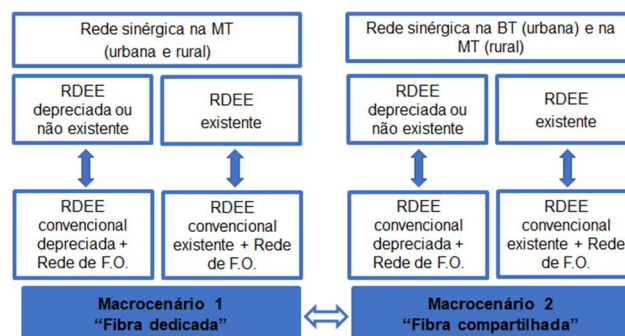 Rede sinérgica na MT
(urbana e rural)
RDEE
depreciada ou
não existente
RDEE
existente
RDEE
convencional
depreciada +
Rede de F.O.
RDEE
convencional
existente + Rede
de F.O.
Macrocenário 1
“Fibra dedicada”
Rede sinérgica na BT (urbana) e na
MT (rural)
RDEE
depreciada ou
não existente
RDEE
existente
RDEE
convencional
depreciada +
Rede de F.O.
RDEE
convencional
existente + Rede
de F.O.
Macrocenário 2
“Fibra compartilhada”